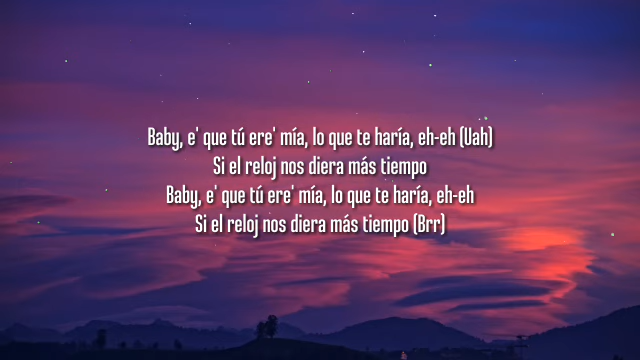 Baby, e' que tú ere' mía, lo que te haría, eh-eh (Uah)
Si el reloj nos diera más tiempo
Baby, e' que tú ere' mía, lo que te haría, eh-eh
Si el reloj nos diera más tiempo (Brr)